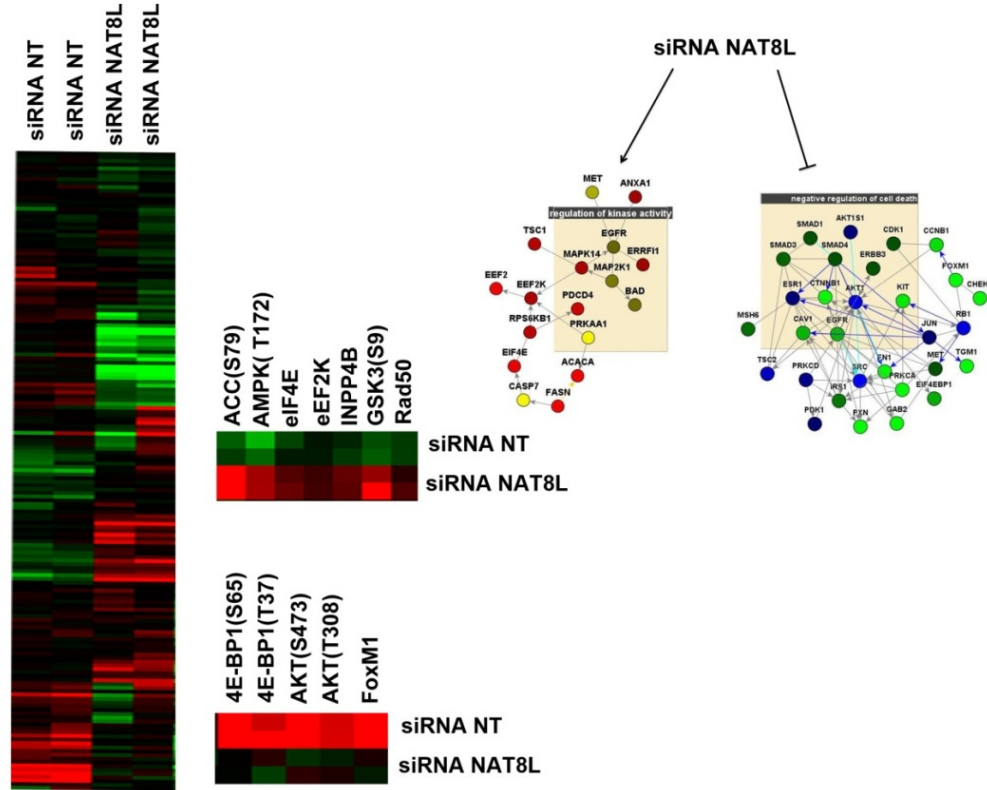 siRNA NT
siRNA NT
siRNA NAT8L
siRNA NAT8L
siRNA NAT8L
MET
ANXA1
regulation of kinase activity
EGFR
TSC1
MAPK14
ERRFI1
MAP2K1
EEF2
EEF2K
PDCD4
BAD
RPS6KB1
PRKAA1
EIF4E
ACACA
CASP7
FASN
negative regulation of cell death
SMAD1
AKT1S1
CDK1
CCNB1
SMAD3
SMAD4
ERBB3
FOXM1
ESR1
CTNNB1
AKT1
KIT
CHEK
MSH6
CAV1
EGFR
JUN
RB1
TSC2
PRKCD
SRC
FN1
MET
TGM1
IRS1
PRKCA
EIF4EBP1
PDK1
PXN
GAB2
ACC(S79)
AMPK( T172)
eIF4E
eEF2K
INPP4B
GSK3(S9)
Rad50
siRNA NT
siRNA NAT8L
4E-BP1(S65)
4E-BP1(T37)
AKT(S473)
AKT(T308)
FoxM1
siRNA NT
siRNA NAT8L